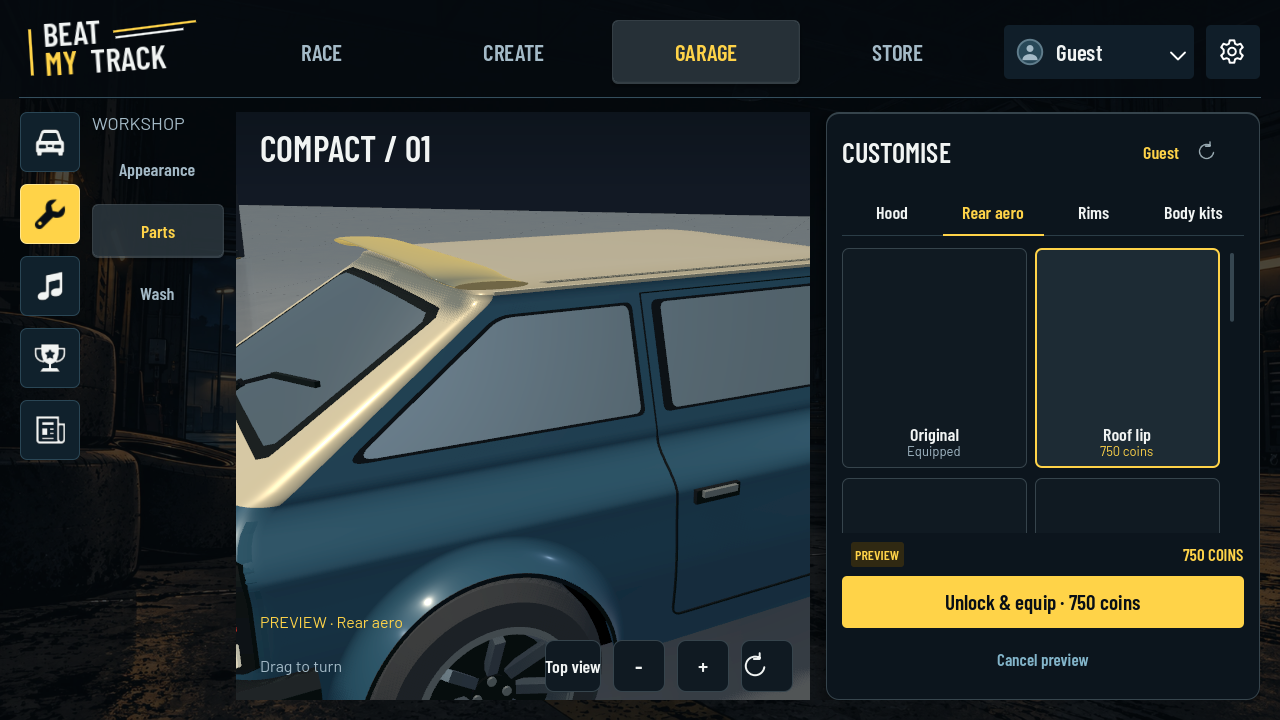 BEAT
MY TRACK
RACE
CREATE
GARAGE
STORE
Guest
WORKSHOP
Appearance
Parts
Wash
COMPACT / 01
PREVIEW · Rear aero
Drag to turn
Top view
-
+
CUSTOMISE
Guest
Hood
Rear aero
Rims
Body kits
Original
Equipped
Roof lip
750 coins
PREVIEW
750 COINS
Unlock & equip · 750 coins
Cancel preview